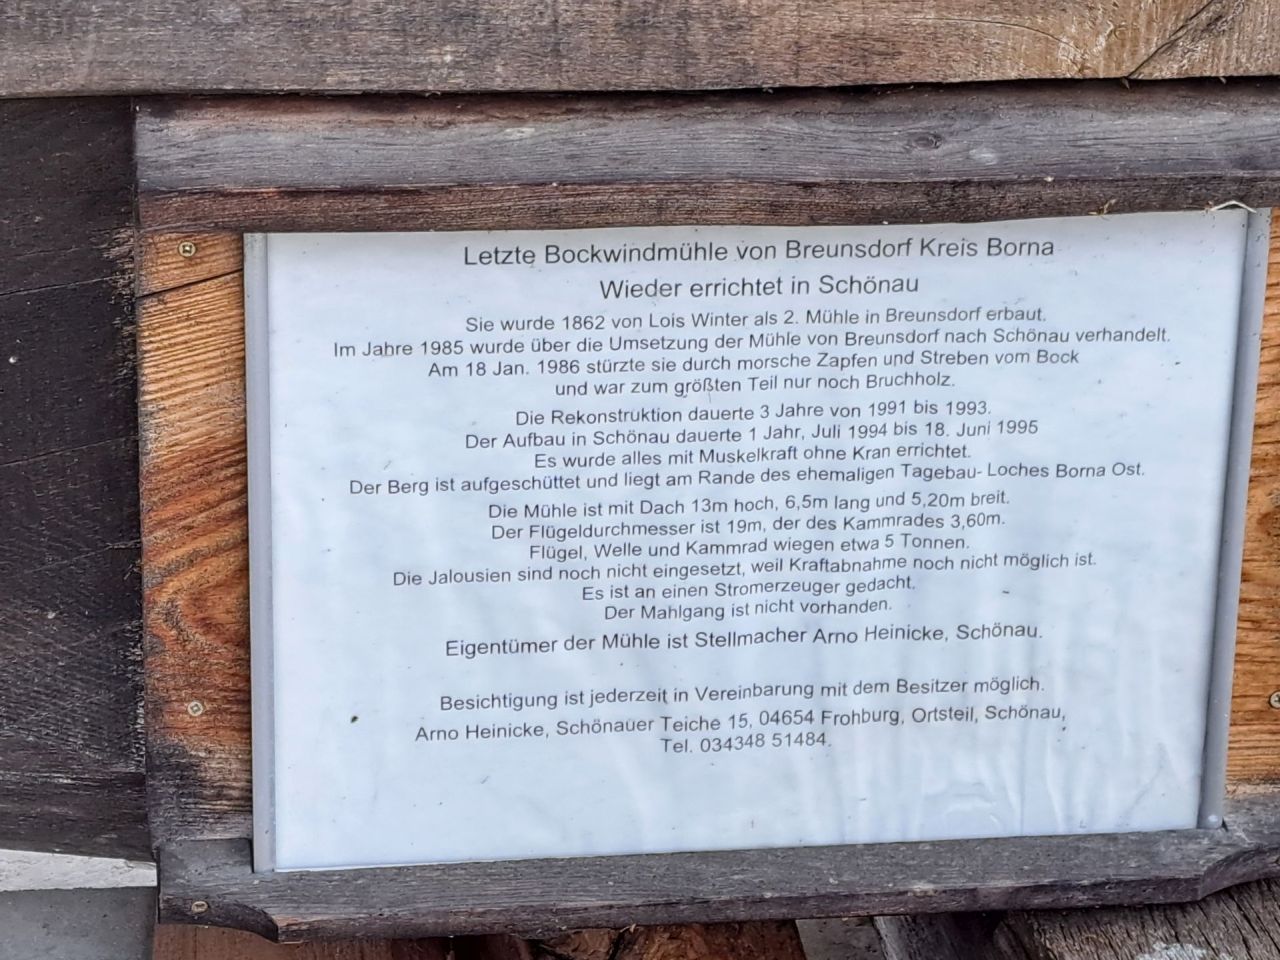 Letzte Bockwindmühle von Breunsdorf Kreis Borna
Wieder errichtet in Schönau
Sie wurde 1862 von Lois Winter als 2. Mühle in Breunsdorf erbaut.
Im Jahre 1985 wurde über die Umsetzung der Mühle von Breunsdorf nach Schönau verhandelt.
Am 18 Jan. 1986 stürzte sie durch morsche Zapfen und Streben vom Bock
und war zum größten Teil nur noch Bruchholz.
Die Rekonstruktion dauerte 3 Jahre von 1991 bis 1993.
Der Aufbau in Schönau dauerte 1 Jahr, Juli 1994 bis 18. Juni 1995
Es wurde alles mit Muskelkraft ohne Kran errichtet.
Der Berg ist aufgeschüttet und liegt am Rande des ehemaligen Tagebau- Loches Borna Ost.
Die Mühle ist mit Dach 13m hoch, 6,5m lang und 5,20m breit.
Der Flügeldurchmesser ist 19m, der des Kammrades 3,60m.
Flügel, Welle und Kammrad wiegen etwa 5 Tonnen.
Die Jalousien sind noch nicht eingesetzt, weil Kraftabnahme noch nicht möglich ist.
Es ist an einen Stromerzeuger gedacht.
Der Mahlgang ist nicht vorhanden.
Eigentümer der Mühle ist Stellmacher Arno Heinicke, Schönau.
Besichtigung ist jederzeit in Vereinbarung mit dem Besitzer möglich.
Arno Heinicke, Schönauer Teiche 15, 04654 Frohburg, Ortsteil, Schönau,
Tel. 034348 51484.